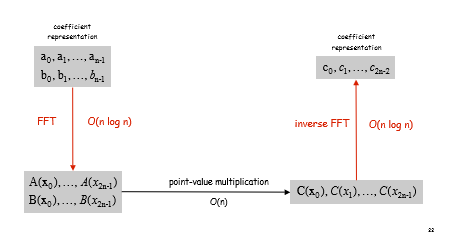 coefficient
representation
a₀, a₁, ..., aₙ₋₁
b₀, b₁, ..., bₙ₋₁
coefficient
representation
c₀, c₁, ..., c₂ₙ₋₂
FFT
O(n log n)
inverse FFT
O(n log n)
A(x₀), ..., A(x₂ₙ₋₁)
B(x₀), ..., B(x₂ₙ₋₁)
point-value multiplication
O(n)
C(x₀), C(x₁), ..., C(x₂ₙ₋₁)
22